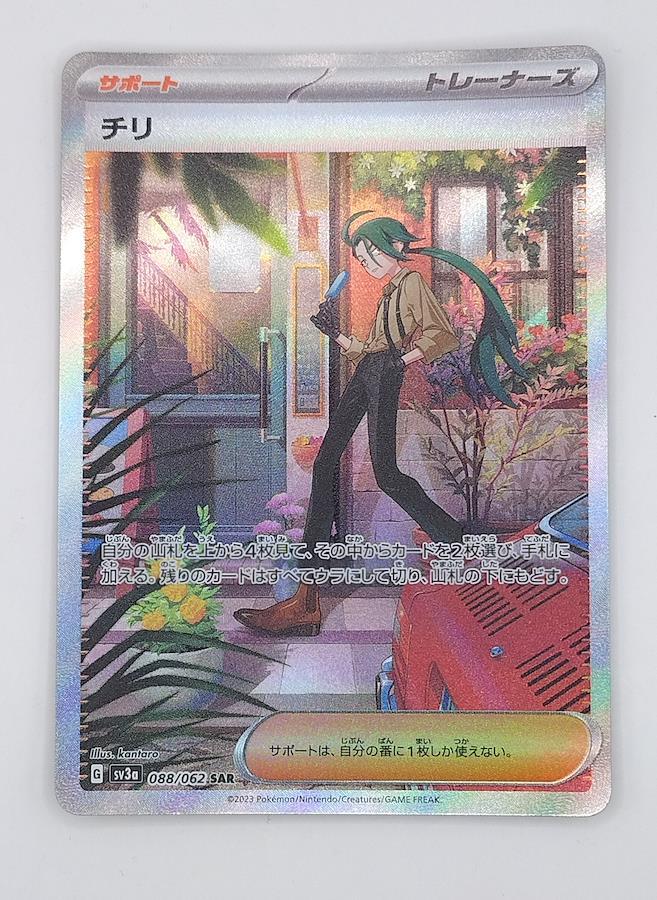 サポート トレーナーズ
チリ
自分の山札を上から4枚見て、その中からカードを2枚選び、手札に
加える。残りのカードはすべてウラにして切り、山札の下にもどす。
サポートは、自分の番に1枚しか使えない。
Illus. kantaro
G sv3a 088/062 SAR
©2023 Pokémon/Nintendo/Creatures/GAME FREAK.